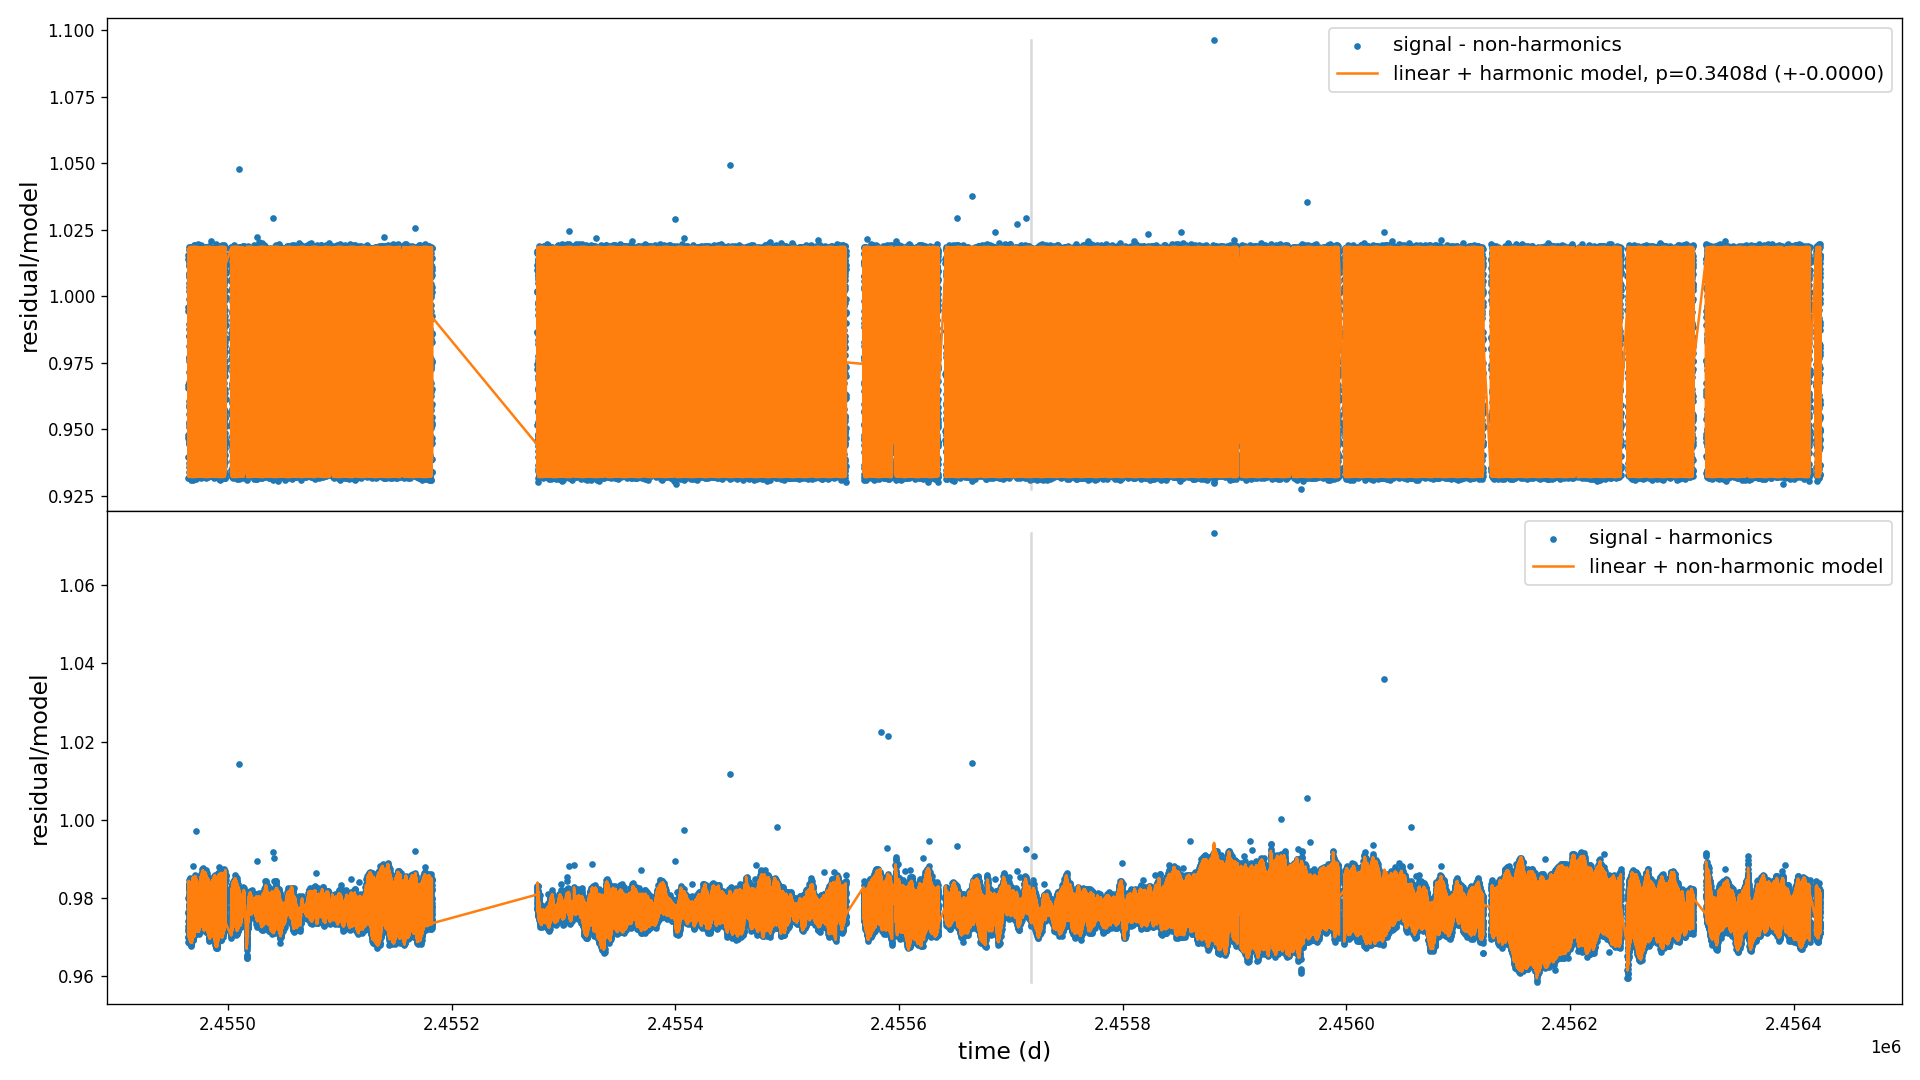 signal - non-harmonics
linear + harmonic model, p=0.3408d (+-0.0000)
1.100
1.075
1.050
1.025
1.000
0.975
0.950
0.925
residual/model
signal - harmonics
linear + non-harmonic model
1.06
1.04
1.02
1.00
0.98
0.96
residual/model
2.4550
2.4552
2.4554
2.4556
2.4558
2.4560
2.4562
2.4564
1e6
time (d)